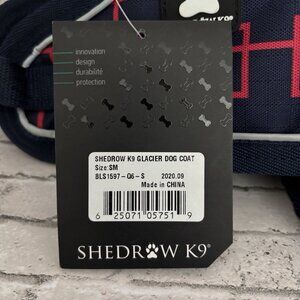 innovation
design
durabilité
protection
SHEDROW K9 GLACIER DOG COAT
Size:SM
BLS1597-Q6-S 2020.09
Made in CHINA
6 25071 05751 9
SHEDROW K9®